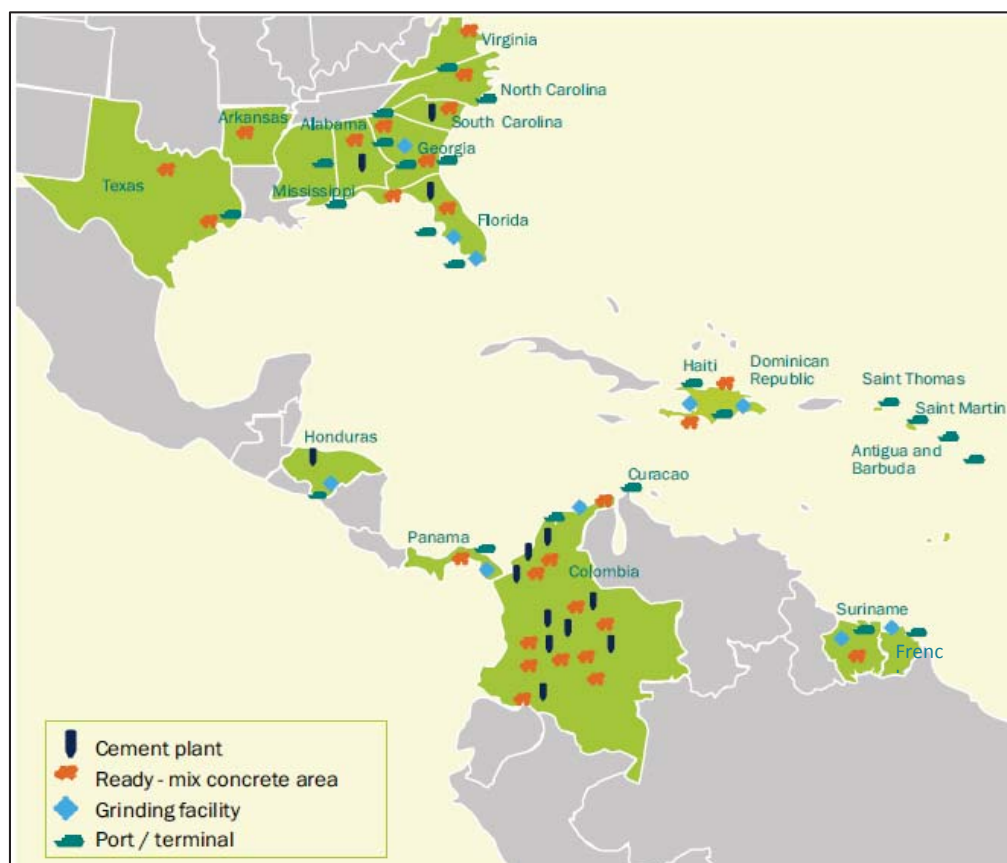 Virginia
North Carolina
Arkansas
Alabama
South Carolina
Georgia
Texas
Mississippi
Florida
Haiti
Dominican
Republic
Saint Thomas
Saint Martin
Antigua and
Barbuda
Honduras
Curacao
Panama
Colombia
Suriname
Frenc
Cement plant
Ready - mix concrete area
Grinding facility
Port / terminal